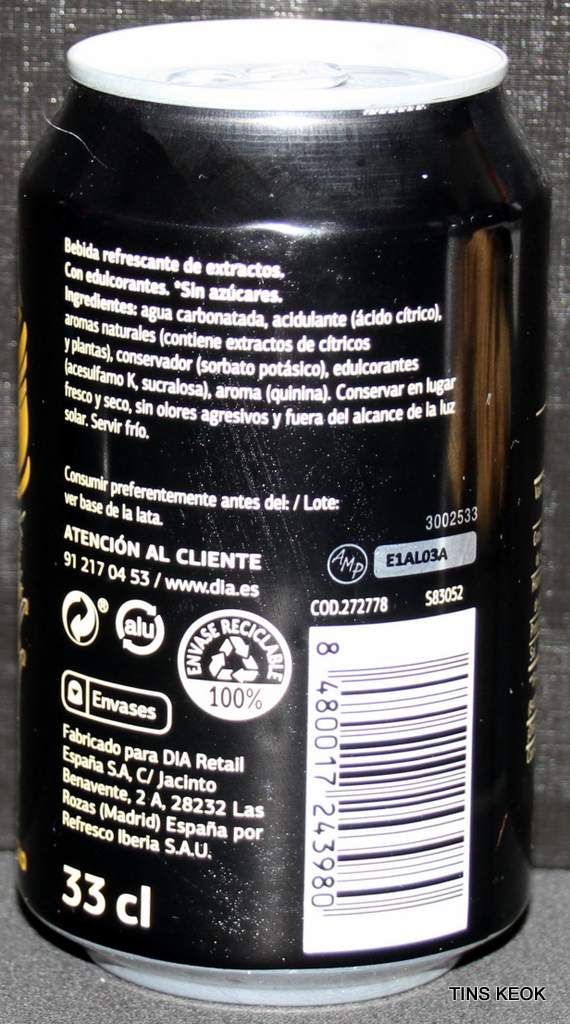 Bebida refrescante de extractos.
Con edulcorantes. *Sin azúcares.
Ingredientes: agua carbonatada, acidulante (ácido cítrico),
aromas naturales (contiene extractos de cítricos
y plantas), conservador (sorbato potásico), edulcorantes
(acesulfamo K, sucralosa), aroma (quinina). Conservar en lugar
fresco y seco, sin olores agresivos y fuera del alcance de la luz
solar. Servir frío.
Consumir preferentemente antes del: / Lote:
ver base de la lata.
3002533
ATENCIÓN AL CLIENTE
91 217 04 53 / www.dia.es
AMP
E1AL03A
COD.272778 S83052
®
alu
ENVASE RECICLABLE
100%
Envases
Fabricado para DIA Retail
España S.A, C/ Jacinto
Benavente, 2 A, 28232 Las
Rozas (Madrid) España por
Refresco Iberia S.A.U.
33 cl
8 480017 243980
TINS KEOK